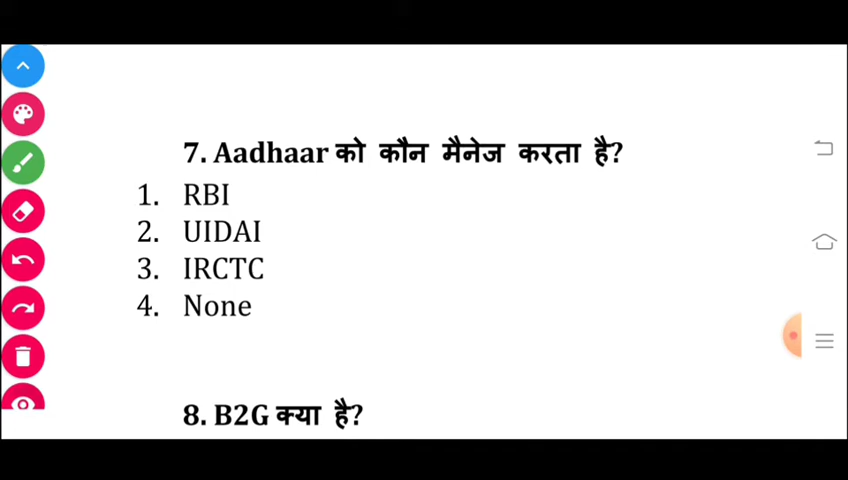 7. Aadhaar को कौन मैनेज करता है?
1. RBI
2. UIDAI
3. IRCTC
4. None
8. B2G क्या है?